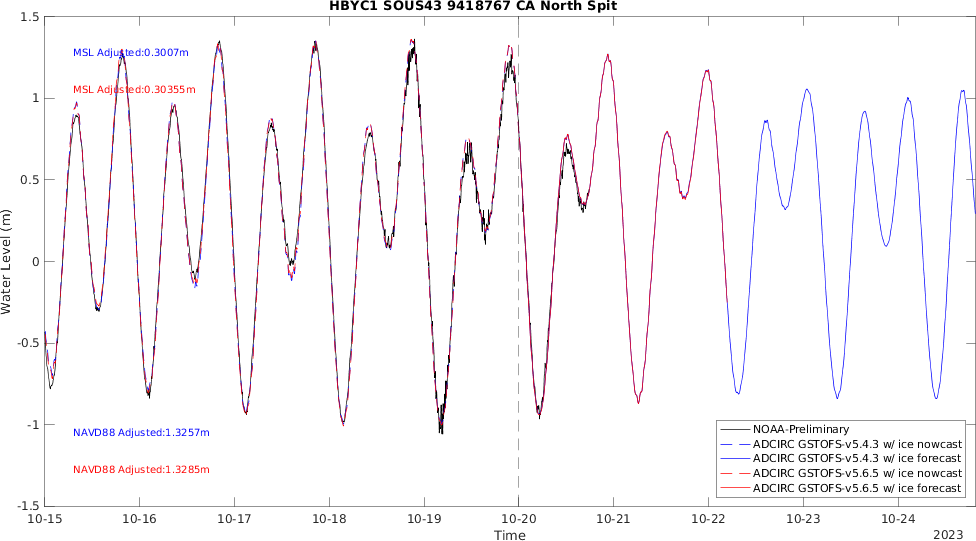 HBYC1 SOUS43 9418767 CA North Spit
1.5
1
0.5
0
-0.5
-1
-1.5
Water Level (m)
MSL Adjusted:0.3007m
MSL Adjusted:0.30355m
NAVD88 Adjusted:1.3257m
NAVD88 Adjusted:1.3285m
NOAA-Preliminary
ADCIRC GSTOFS-v5.4.3 w/ ice nowcast
ADCIRC GSTOFS-v5.4.3 w/ ice forecast
ADCIRC GSTOFS-v5.6.5 w/ ice nowcast
ADCIRC GSTOFS-v5.6.5 w/ ice forecast
10-15 10-16 10-17 10-18 10-19 10-20 10-21 10-22 10-23 10-24
Time
2023